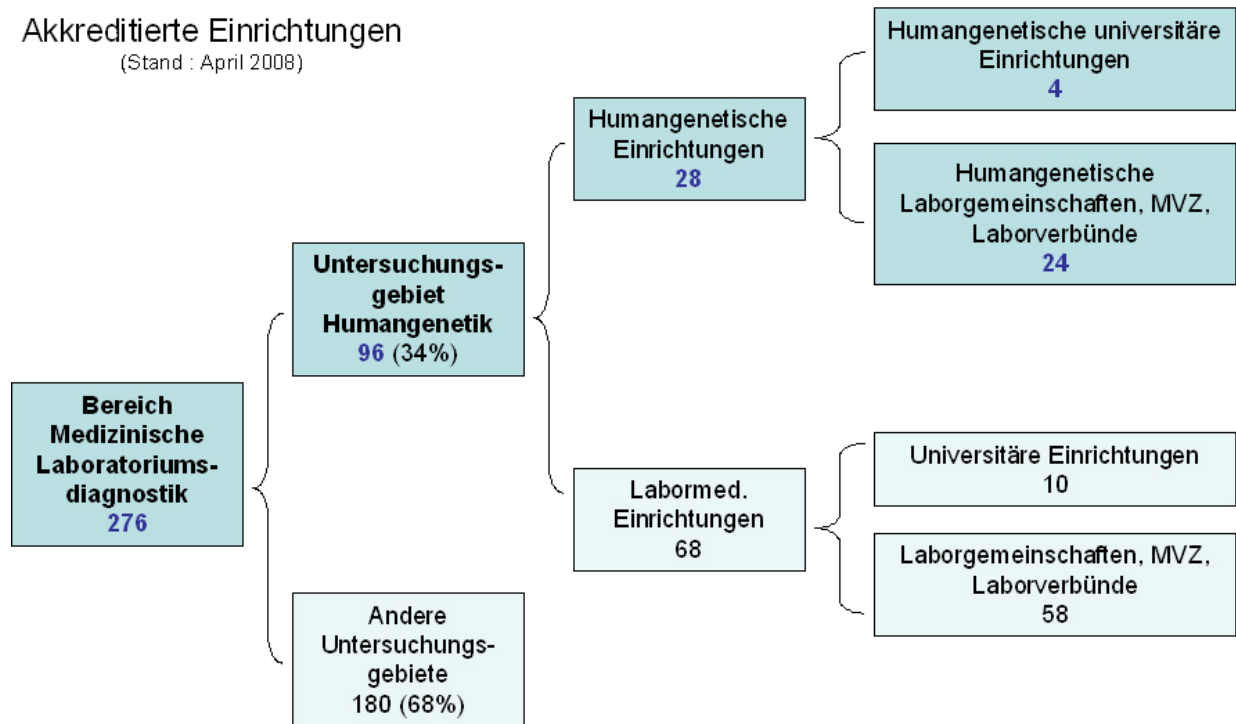 Akkreditierte Einrichtungen
(Stand : April 2008)
Bereich
Medizinische
Laboratoriums-
diagnostik
276
Untersuchungs-
gebiet
Humangenetik
96 (34%)
Andere
Untersuchungs-
gebiete
180 (68%)
Humangenetische
Einrichtungen
28
Labormed.
Einrichtungen
68
Humangenetische universitäre
Einrichtungen
4
Humangenetische
Laborgemeinschaften, MVZ,
Laborverbünde
24
Universitäre Einrichtungen
10
Laborgemeinschaften, MVZ,
Laborverbünde
58